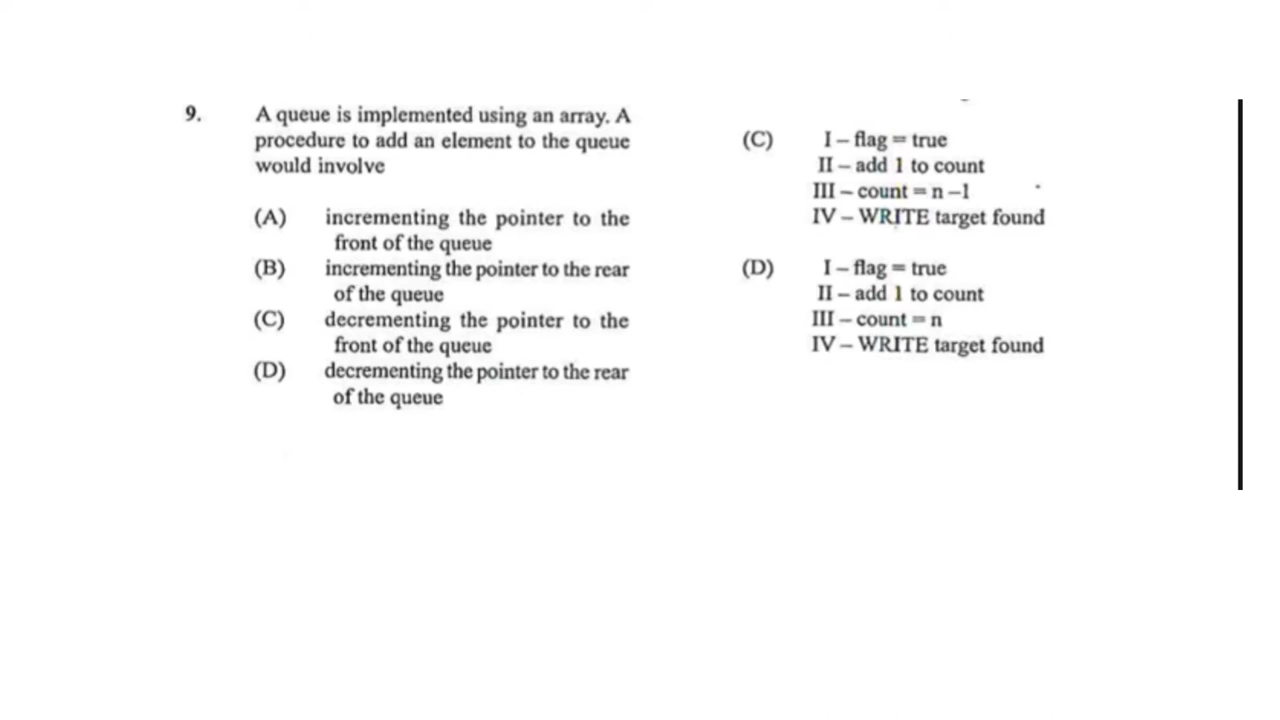 9. A queue is implemented using an array. A
procedure to add an element to the queue
would involve
(A) incrementing the pointer to the
front of the queue
(B) incrementing the pointer to the rear
of the queue
(C) decrementing the pointer to the
front of the queue
(D) decrementing the pointer to the rear
of the queue
(C) I – flag = true
II – add 1 to count
III – count = n –1
IV – WRITE target found
(D) I – flag = true
II – add 1 to count
III – count = n
IV – WRITE target found